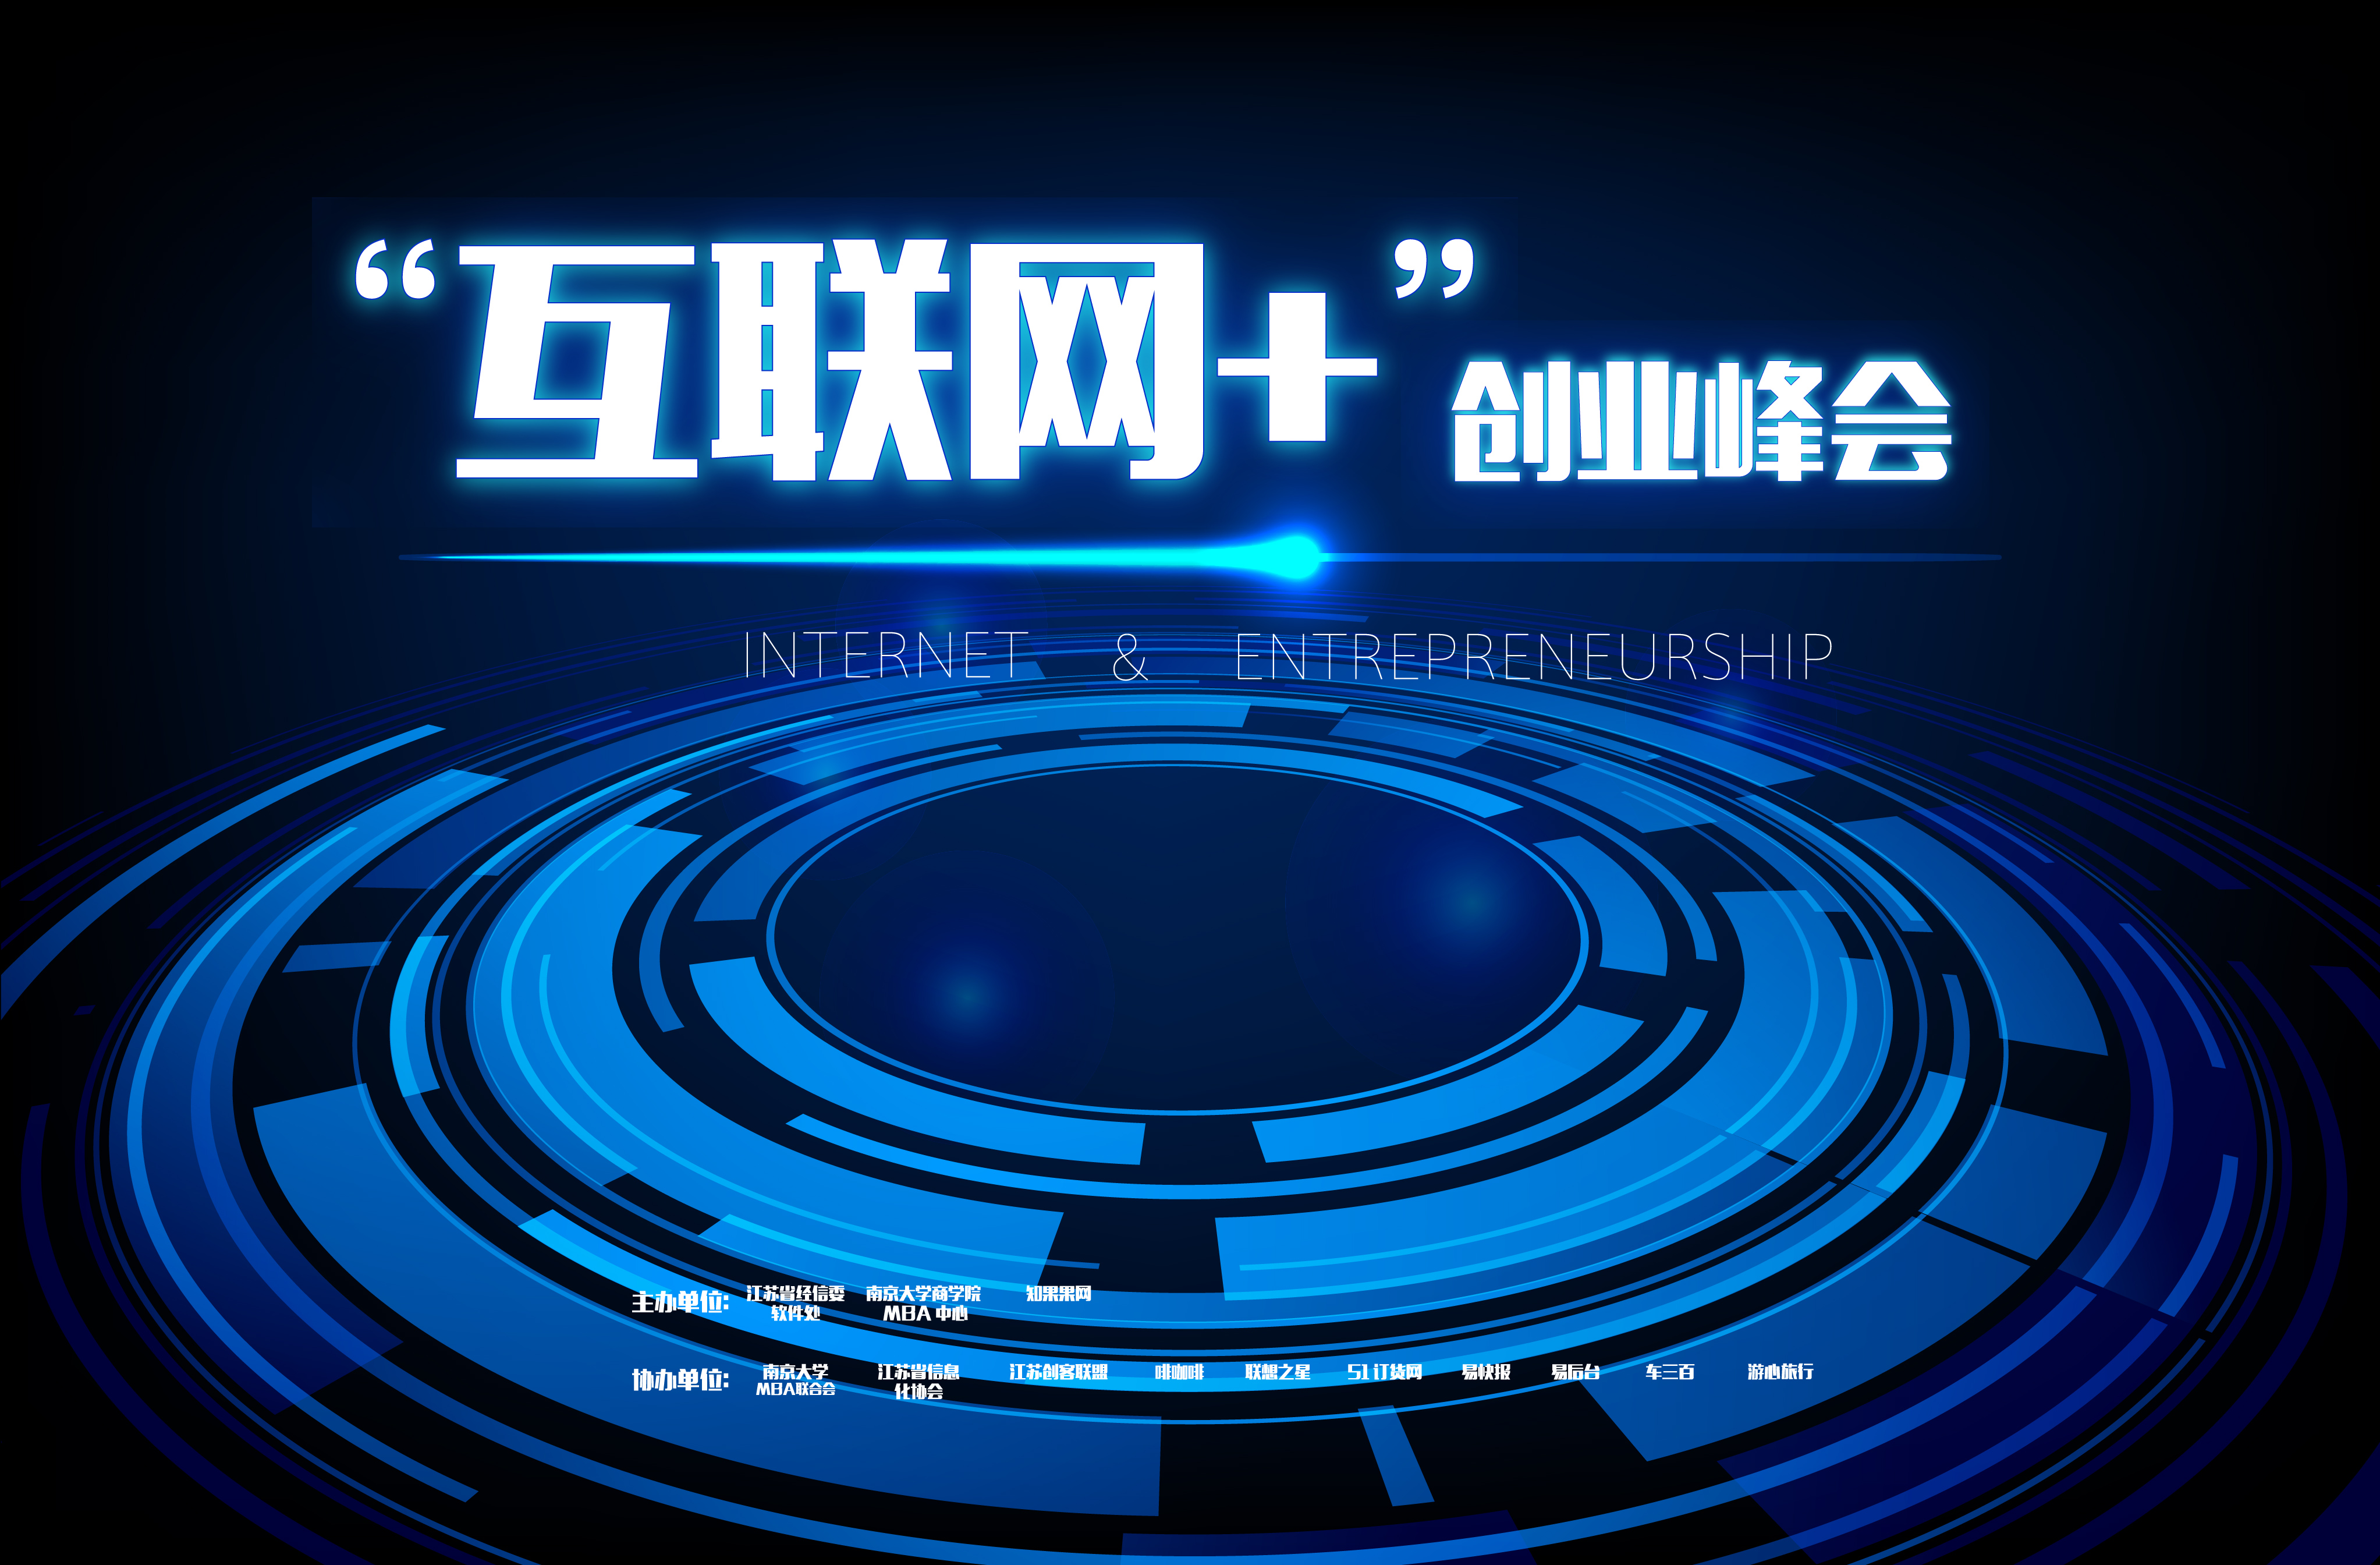 “互联网+”创业峰会
INTERNET & ENTREPRENEURSHIP
主办单位: 江苏省经信委 南京大学商学院 知果果网
软件处 MBA 中心
协办单位: 南京大学 江苏省信息 江苏创客联盟 啡咖啡 联想之星 51订货网 易快报 易后台 车三百 游心旅行
MBA联合会 化协会